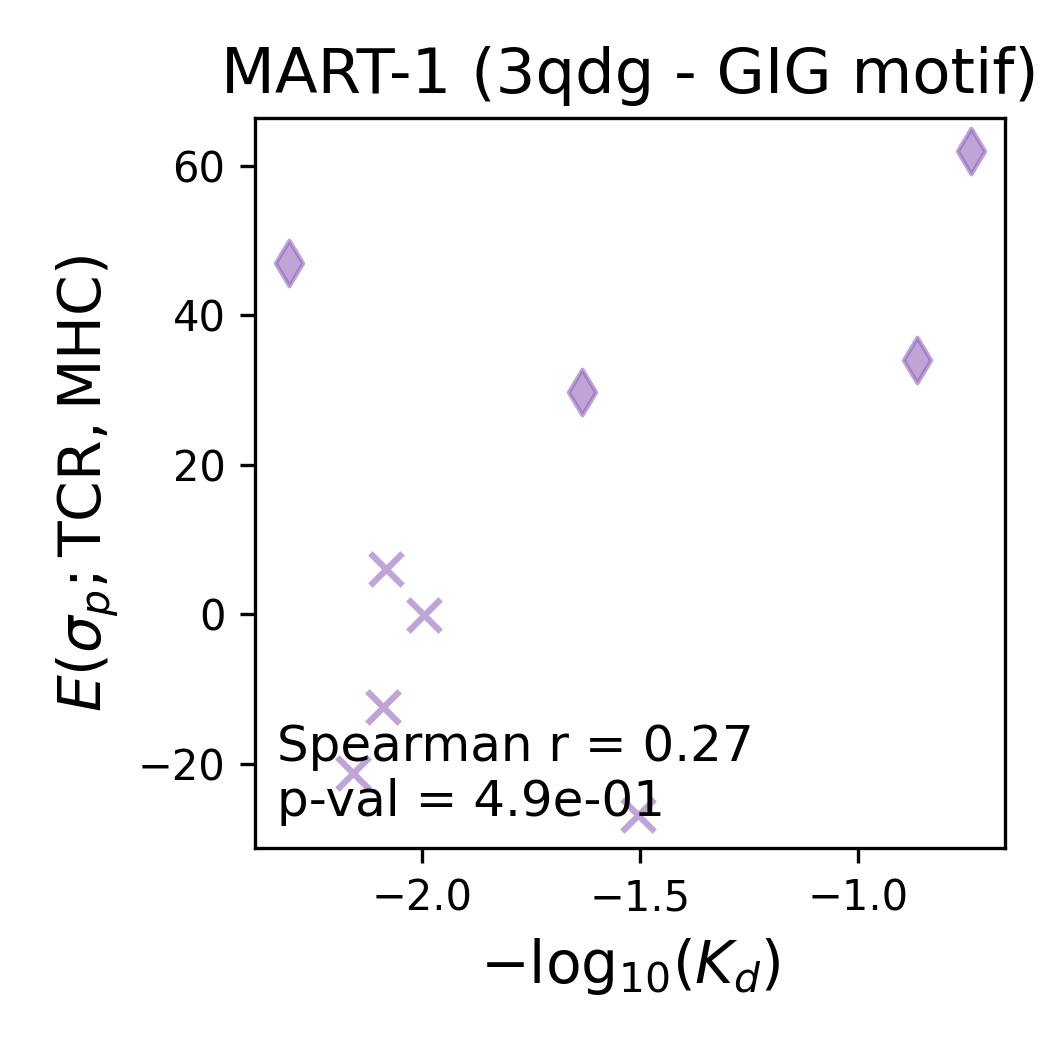 MART-1 (3qdg - GIG motif)
E(σₚ; TCR, MHC)
60
40
20
0
−20
Spearman r = 0.27
p-val = 4.9e-01
−2.0
−1.5
−1.0
−log₁₀(K_d)